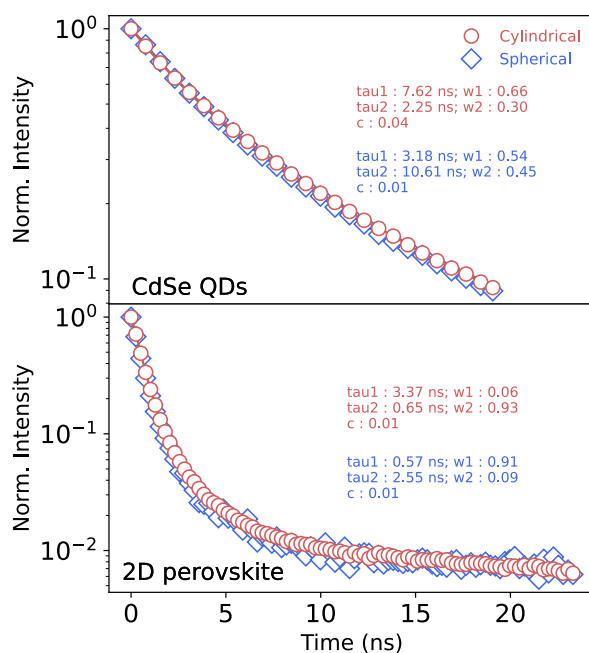 10⁰
Cylindrical
Spherical
tau1 : 7.62 ns; w1 : 0.66
tau2 : 2.25 ns; w2 : 0.30
c : 0.04
tau1 : 3.18 ns; w1 : 0.54
tau2 : 10.61 ns; w2 : 0.45
c : 0.01
Norm. Intensity
10⁻¹
CdSe QDs
10⁰
tau1 : 3.37 ns; w1 : 0.06
tau2 : 0.65 ns; w2 : 0.93
c : 0.01
10⁻¹
tau1 : 0.57 ns; w1 : 0.91
tau2 : 2.55 ns; w2 : 0.09
c : 0.01
Norm. Intensity
10⁻²
2D perovskite
0 5 10 15 20
Time (ns)